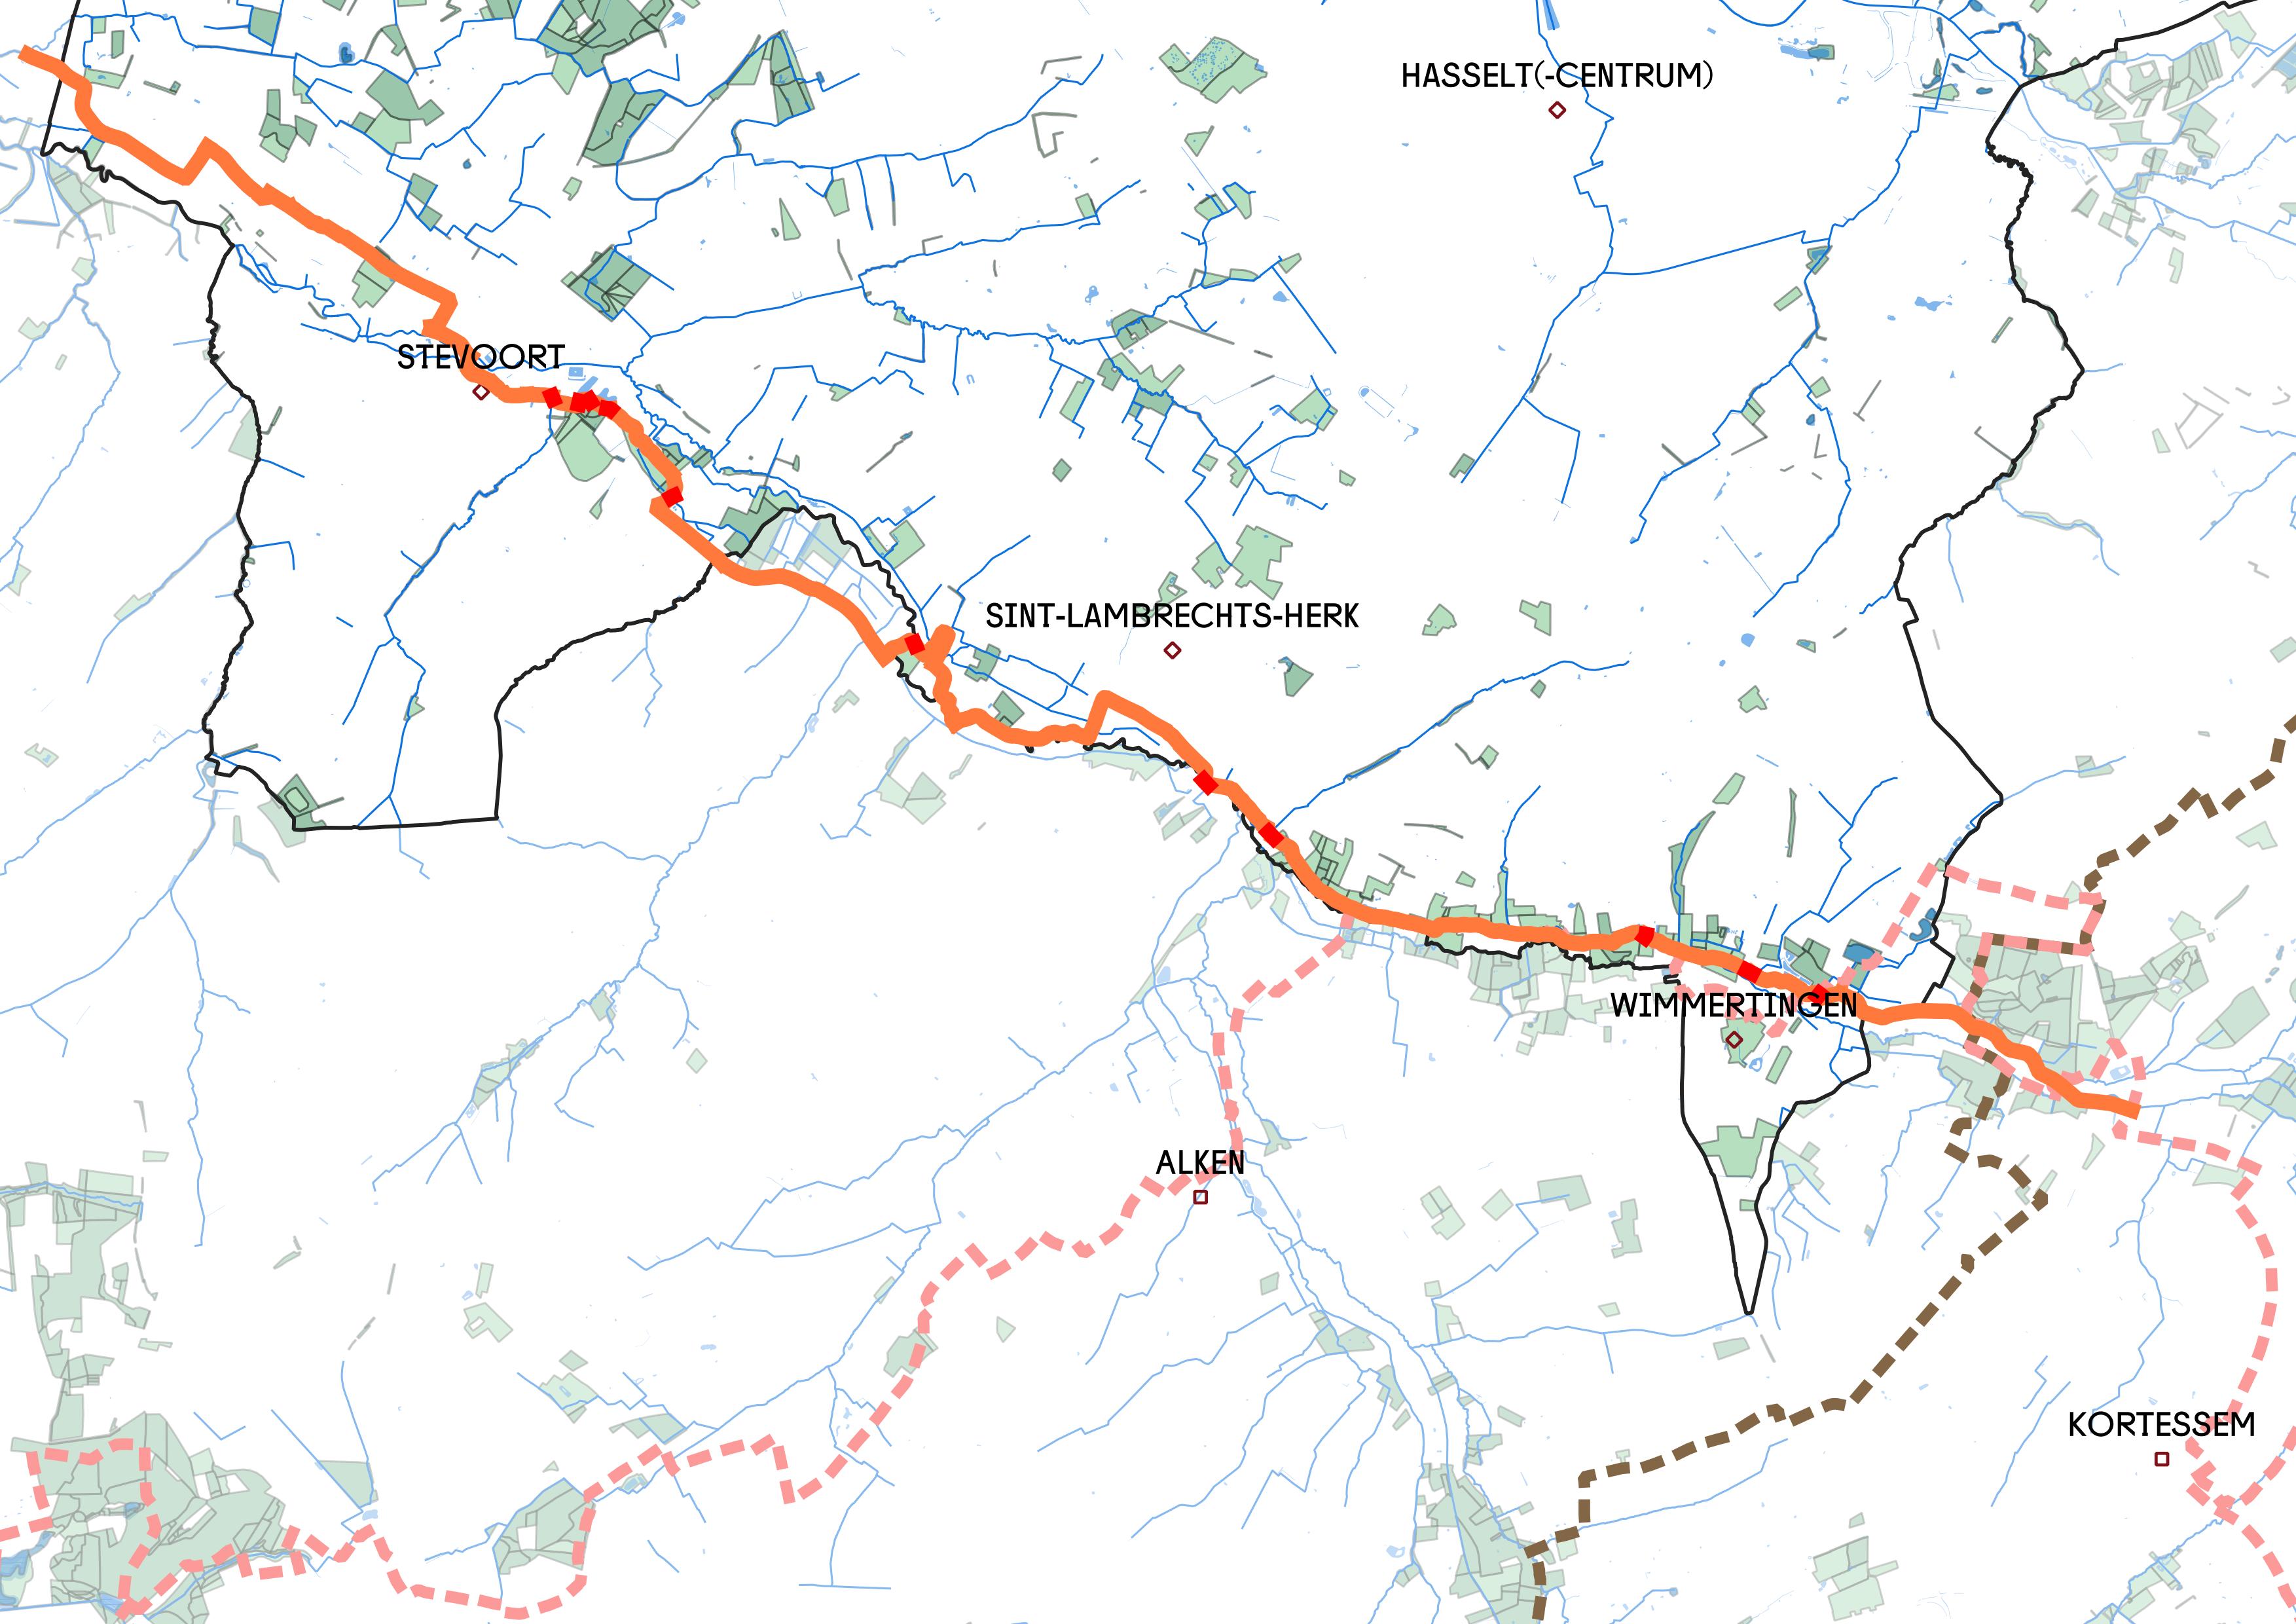 HASSELT(-CENTRUM)
STEVOORT
SINT-LAMBRECHTS-HERK
WIMMERTINGEN
ALKEN
KORTESSEM